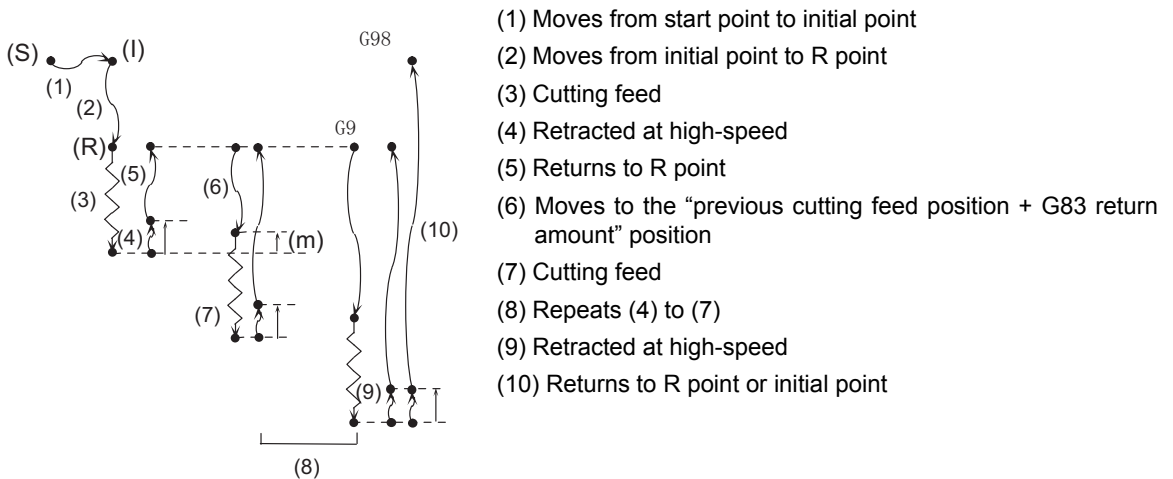 (S)
(I)
G98
(1)
(2)
(R)
G9
(5)
(6)
(3)
(4)
(m)
(10)
(7)
(9)
(8)
(1) Moves from start point to initial point
(2) Moves from initial point to R point
(3) Cutting feed
(4) Retracted at high-speed
(5) Returns to R point
(6) Moves to the “previous cutting feed position + G83 return
amount” position
(7) Cutting feed
(8) Repeats (4) to (7)
(9) Retracted at high-speed
(10) Returns to R point or initial point